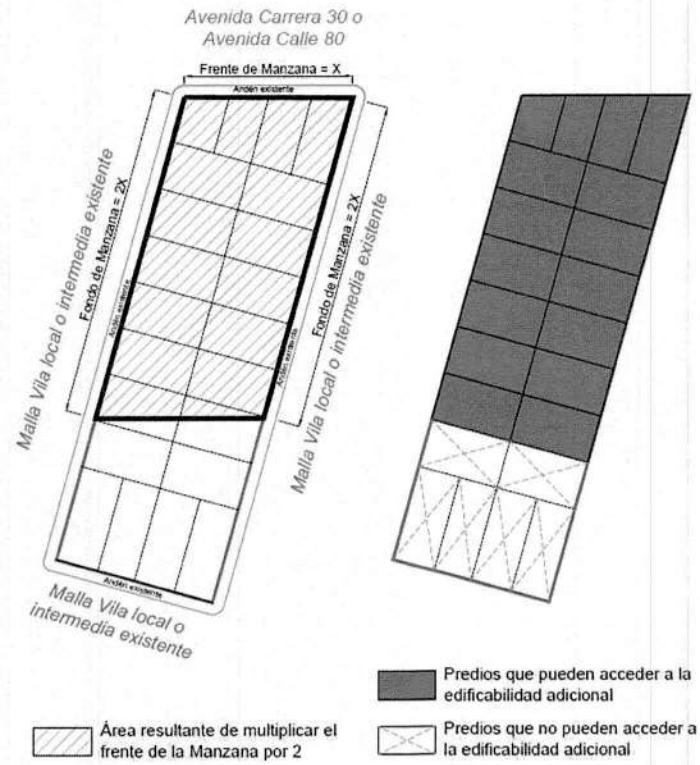 Avenida Carrera 30 o
Avenida Calle 80
Frente de Manzana = X
Andén existente
Malla Vila local o intermedia existente
Fondo de Manzana = 2X
Andén existente
Andén existente
Fondo de Manzana = 2X
Malla Vila local o intermedia existente
Andén existente
Malla Vila local o
intermedia existente
Predios que pueden acceder a la
edificabilidad adicional
Área resultante de multiplicar el
frente de la Manzana por 2
Predios que no pueden acceder a
la edificabilidad adicional